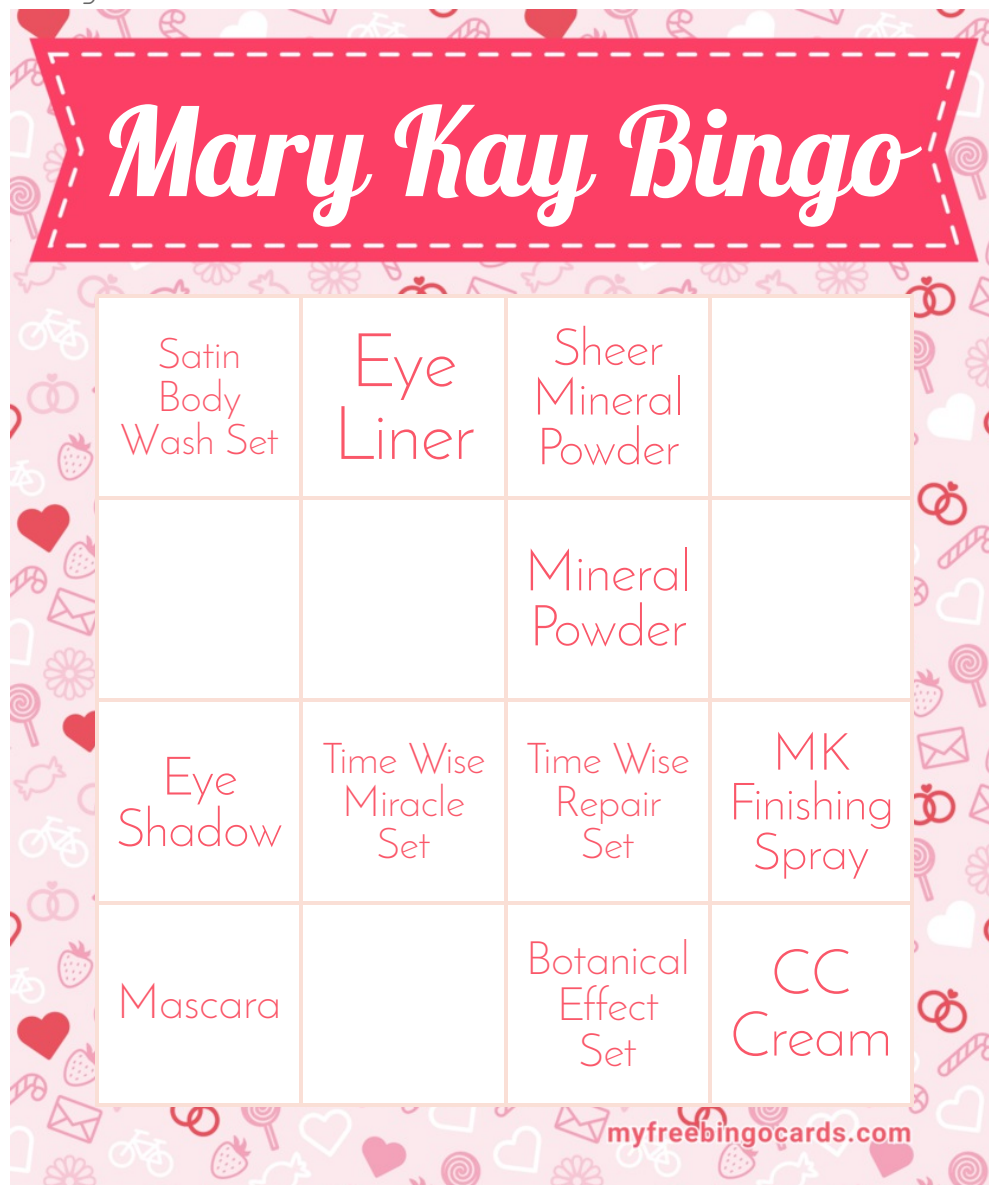 Mary Kay Bingo
Satin
Body
Wash Set
Eye
Liner
Sheer
Mineral
Powder
Mineral
Powder
Eye
Shadow
Time Wise
Miracle
Set
Time Wise
Repair
Set
MK
Finishing
Spray
Mascara
Botanical
Effect
Set
CC
Cream
myfreebingocards.com